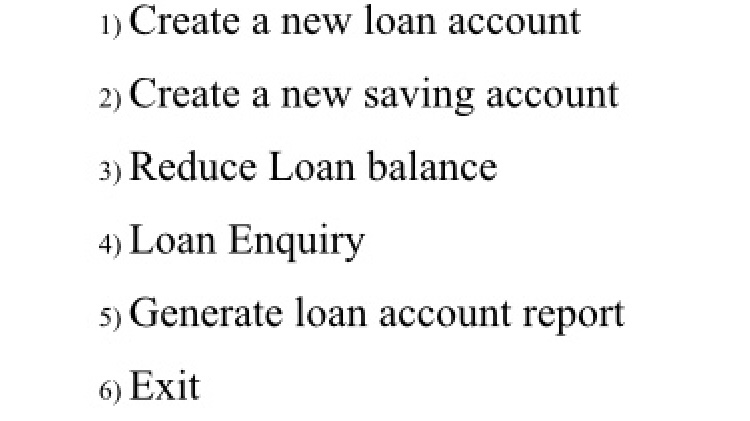 1) Create a new loan account
2) Create a new saving account
3) Reduce Loan balance
4) Loan Enquiry
5) Generate loan account report
6) Exit